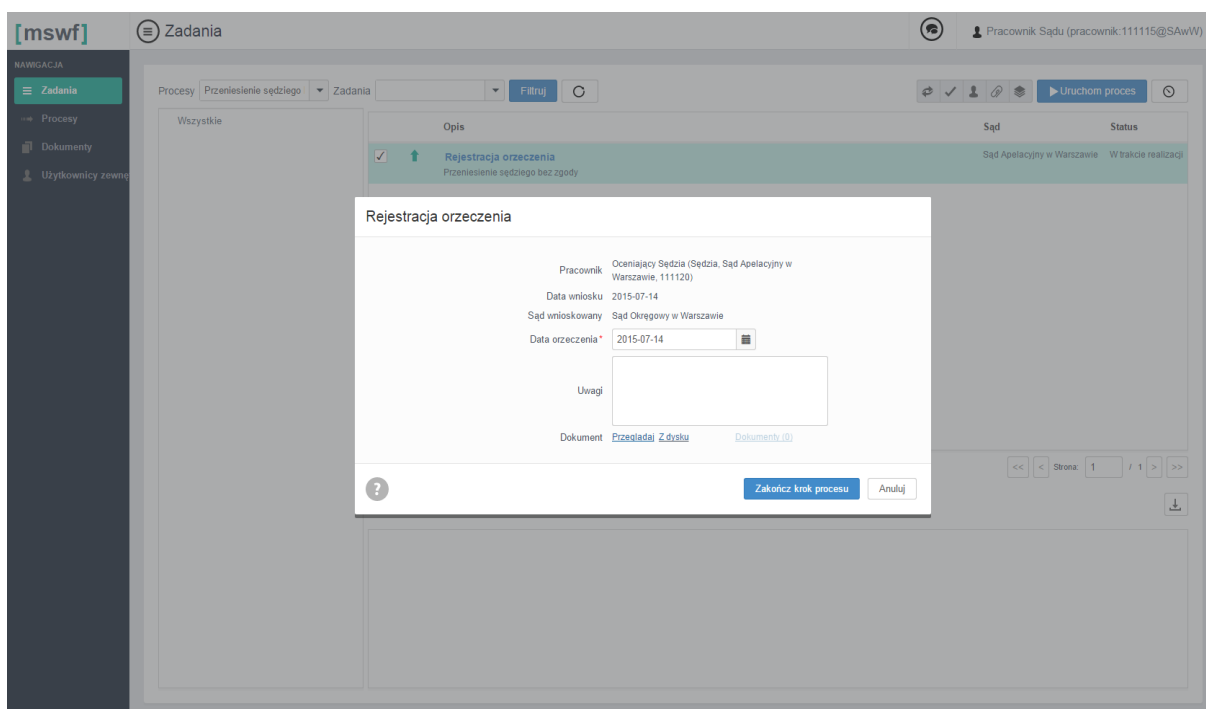 [mswf]
Zadania
Pracownik Sądu (pracownik:111115@SAwW)
NAWIGACJA
Zadania
Procesy
Dokumenty
Użytkownicy zewnę
Procesy Przeniesienie sędziego Zadania Filtruj
Uruchom proces
Wszystkie
Opis Sąd Status
Rejestracja orzeczenia Sąd Apelacyjny w Warszawie W trakcie realizacji
Przeniesienie sędziego bez zgody
Rejestracja orzeczenia
Pracownik Oceniający Sędzia (Sędzia, Sąd Apelacyjny w
Warszawie, 111120)
Data wniosku 2015-07-14
Sąd wnioskowany Sąd Okręgowy w Warszawie
Data orzeczenia* 2015-07-14
Uwagi
Dokument Przeglądaj Z dysku Dokumenty (0)
<< < Strona: 1 / 1 > >>
? Zakończ krok procesu Anuluj